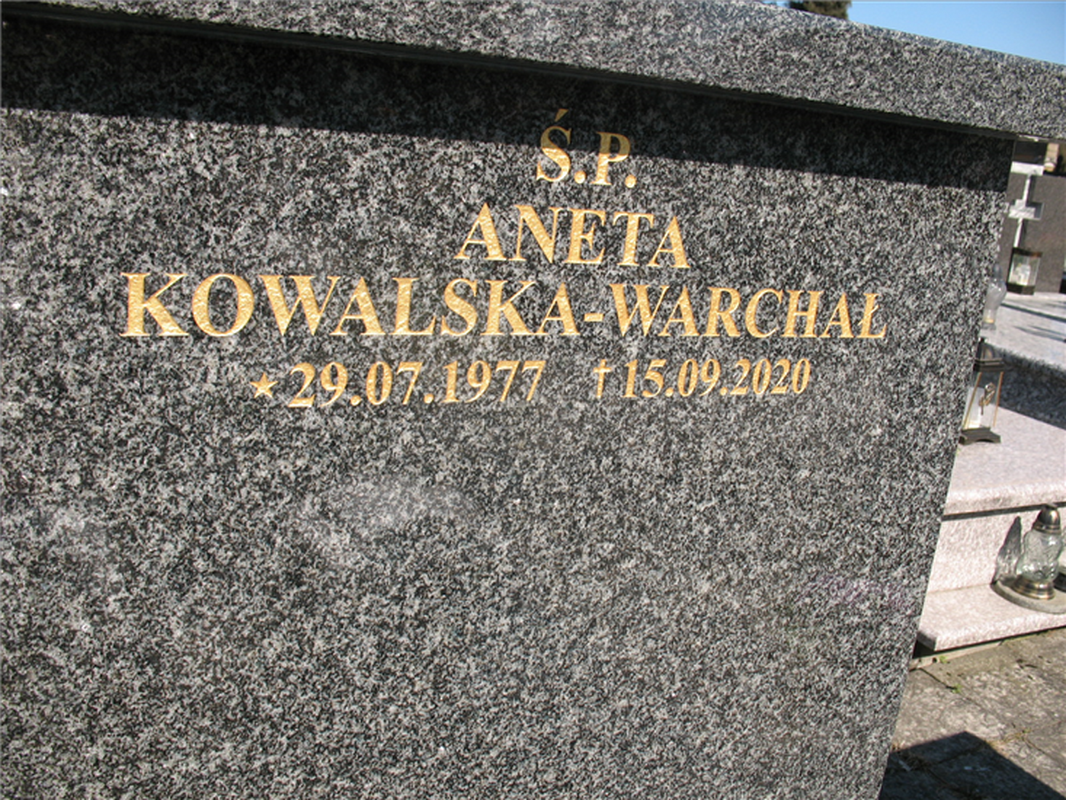 Ś.P.
ANETA
KOWALSKA-WARCHAŁ
★ 29.07.1977 † 15.09.2020